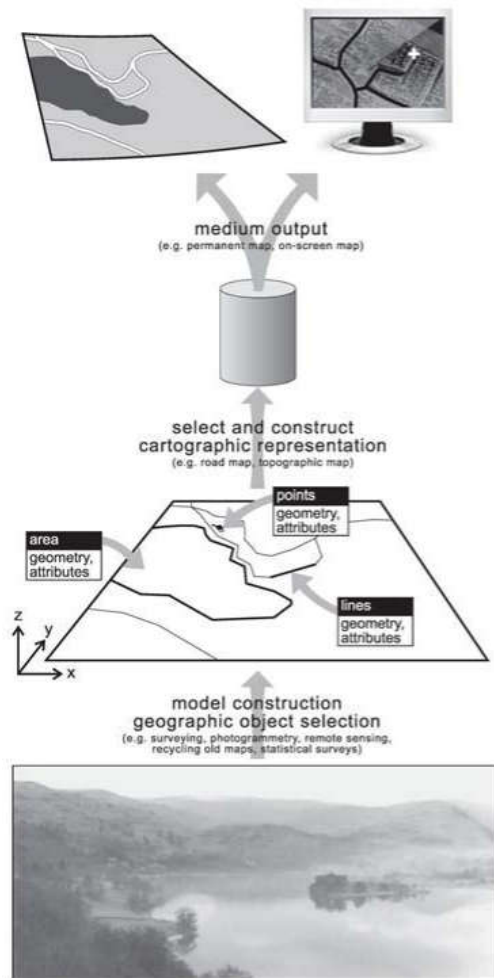 medium output
(e.g. permanent map, on-screen map)
select and construct
cartographic representation
(e.g. road map, topographic map)
points
geometry,
attributes
area
geometry,
attributes
lines
geometry,
attributes
z
y
x
model construction
geographic object selection
(e.g. surveying, photogrammetry, remote sensing,
recycling old maps, statistical surveys)